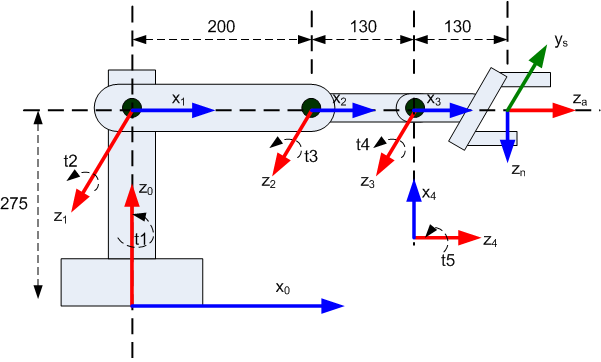 200
130
130
yₛ
x₁
x₂
x₃
zₐ
t2
t3
t4
zₙ
z₁
z₀
z₂
z₃
x₄
275
t1
z₄
t5
x₀